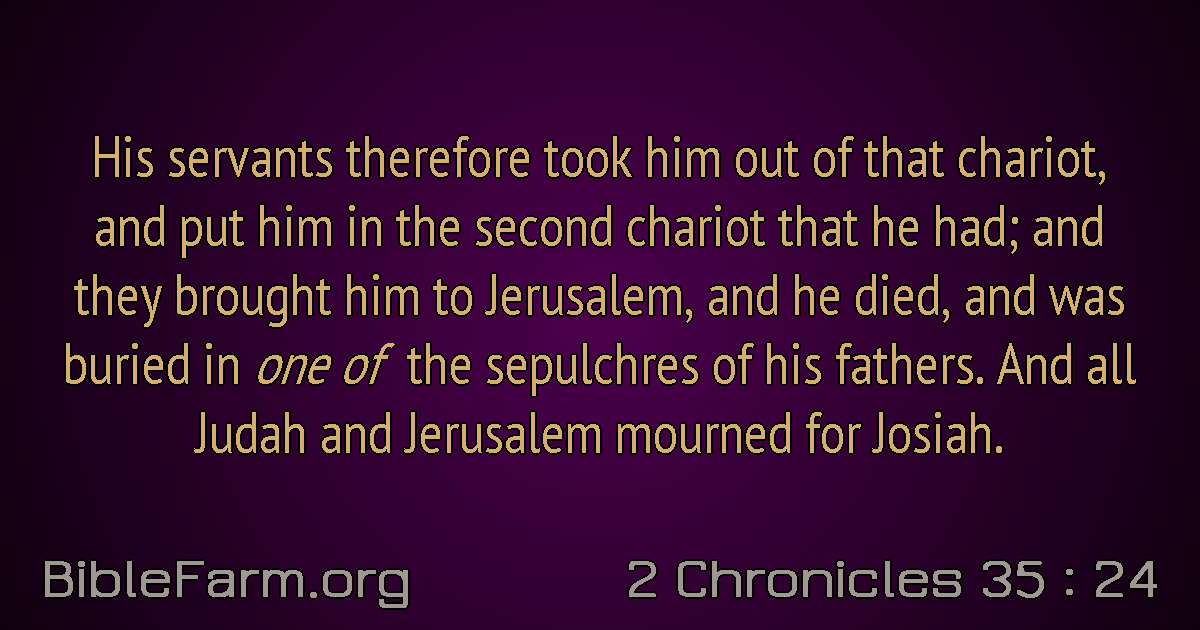 His servants therefore took him out of that chariot,
and put him in the second chariot that he had; and
they brought him to Jerusalem, and he died, and was
buried in one of the sepulchres of his fathers. And all
Judah and Jerusalem mourned for Josiah.
BibleFarm.org
2 Chronicles 35 : 24